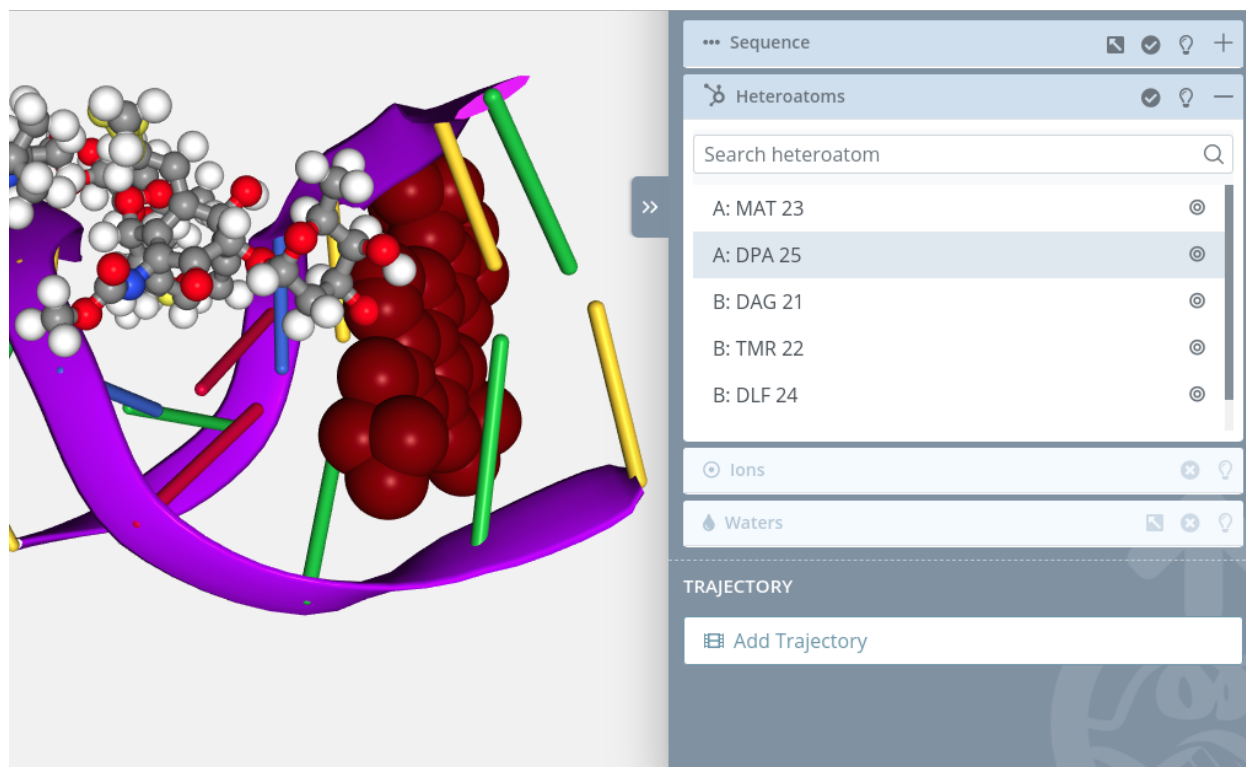 Sequence
Heteroatoms
Search heteroatom
A: MAT 23
A: DPA 25
B: DAG 21
B: TMR 22
B: DLF 24
Ions
Waters
TRAJECTORY
Add Trajectory